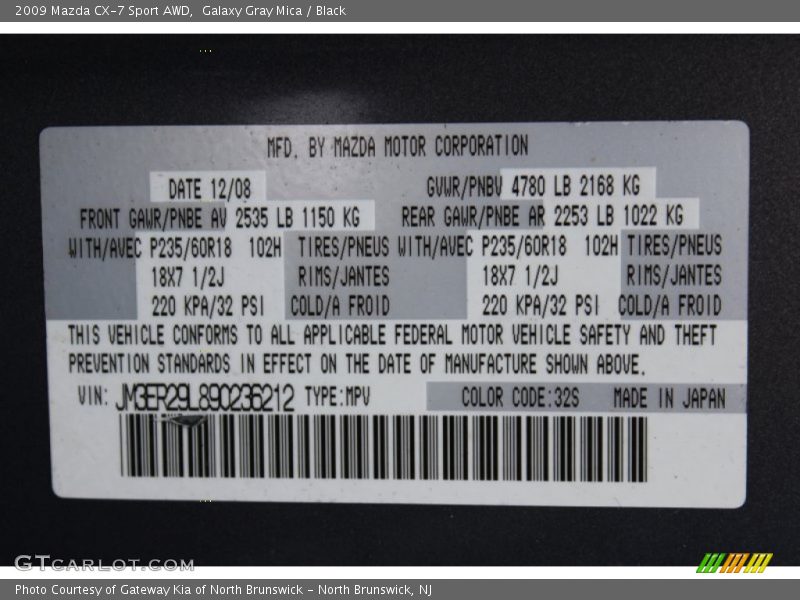 2009 Mazda CX-7 Sport AWD,  Galaxy Gray Mica / Black
MFD. BY MAZDA MOTOR CORPORATION
DATE 12/08 GVWR/PNBV 4780 LB 2168 KG
FRONT GAWR/PNBE AV 2535 LB 1150 KG REAR GAWR/PNBE AR 2253 LB 1022 KG
WITH/AVEC P235/60R18 102H TIRES/PNEUS WITH/AVEC P235/60R18 102H TIRES/PNEUS
18X7 1/2J RIMS/JANTES 18X7 1/2J RIMS/JANTES
220 KPA/32 PSI COLD/A FROID 220 KPA/32 PSI COLD/A FROID
THIS VEHICLE CONFORMS TO ALL APPLICABLE FEDERAL MOTOR VEHICLE SAFETY AND THEFT
PREVENTION STANDARDS IN EFFECT ON THE DATE OF MANUFACTURE SHOWN ABOVE.
VIN: JM3ER29L890236212 TYPE:MPV COLOR CODE:32S MADE IN JAPAN
GTcarlot.com
Photo Courtesy of Gateway Kia of North Brunswick - North Brunswick, NJ